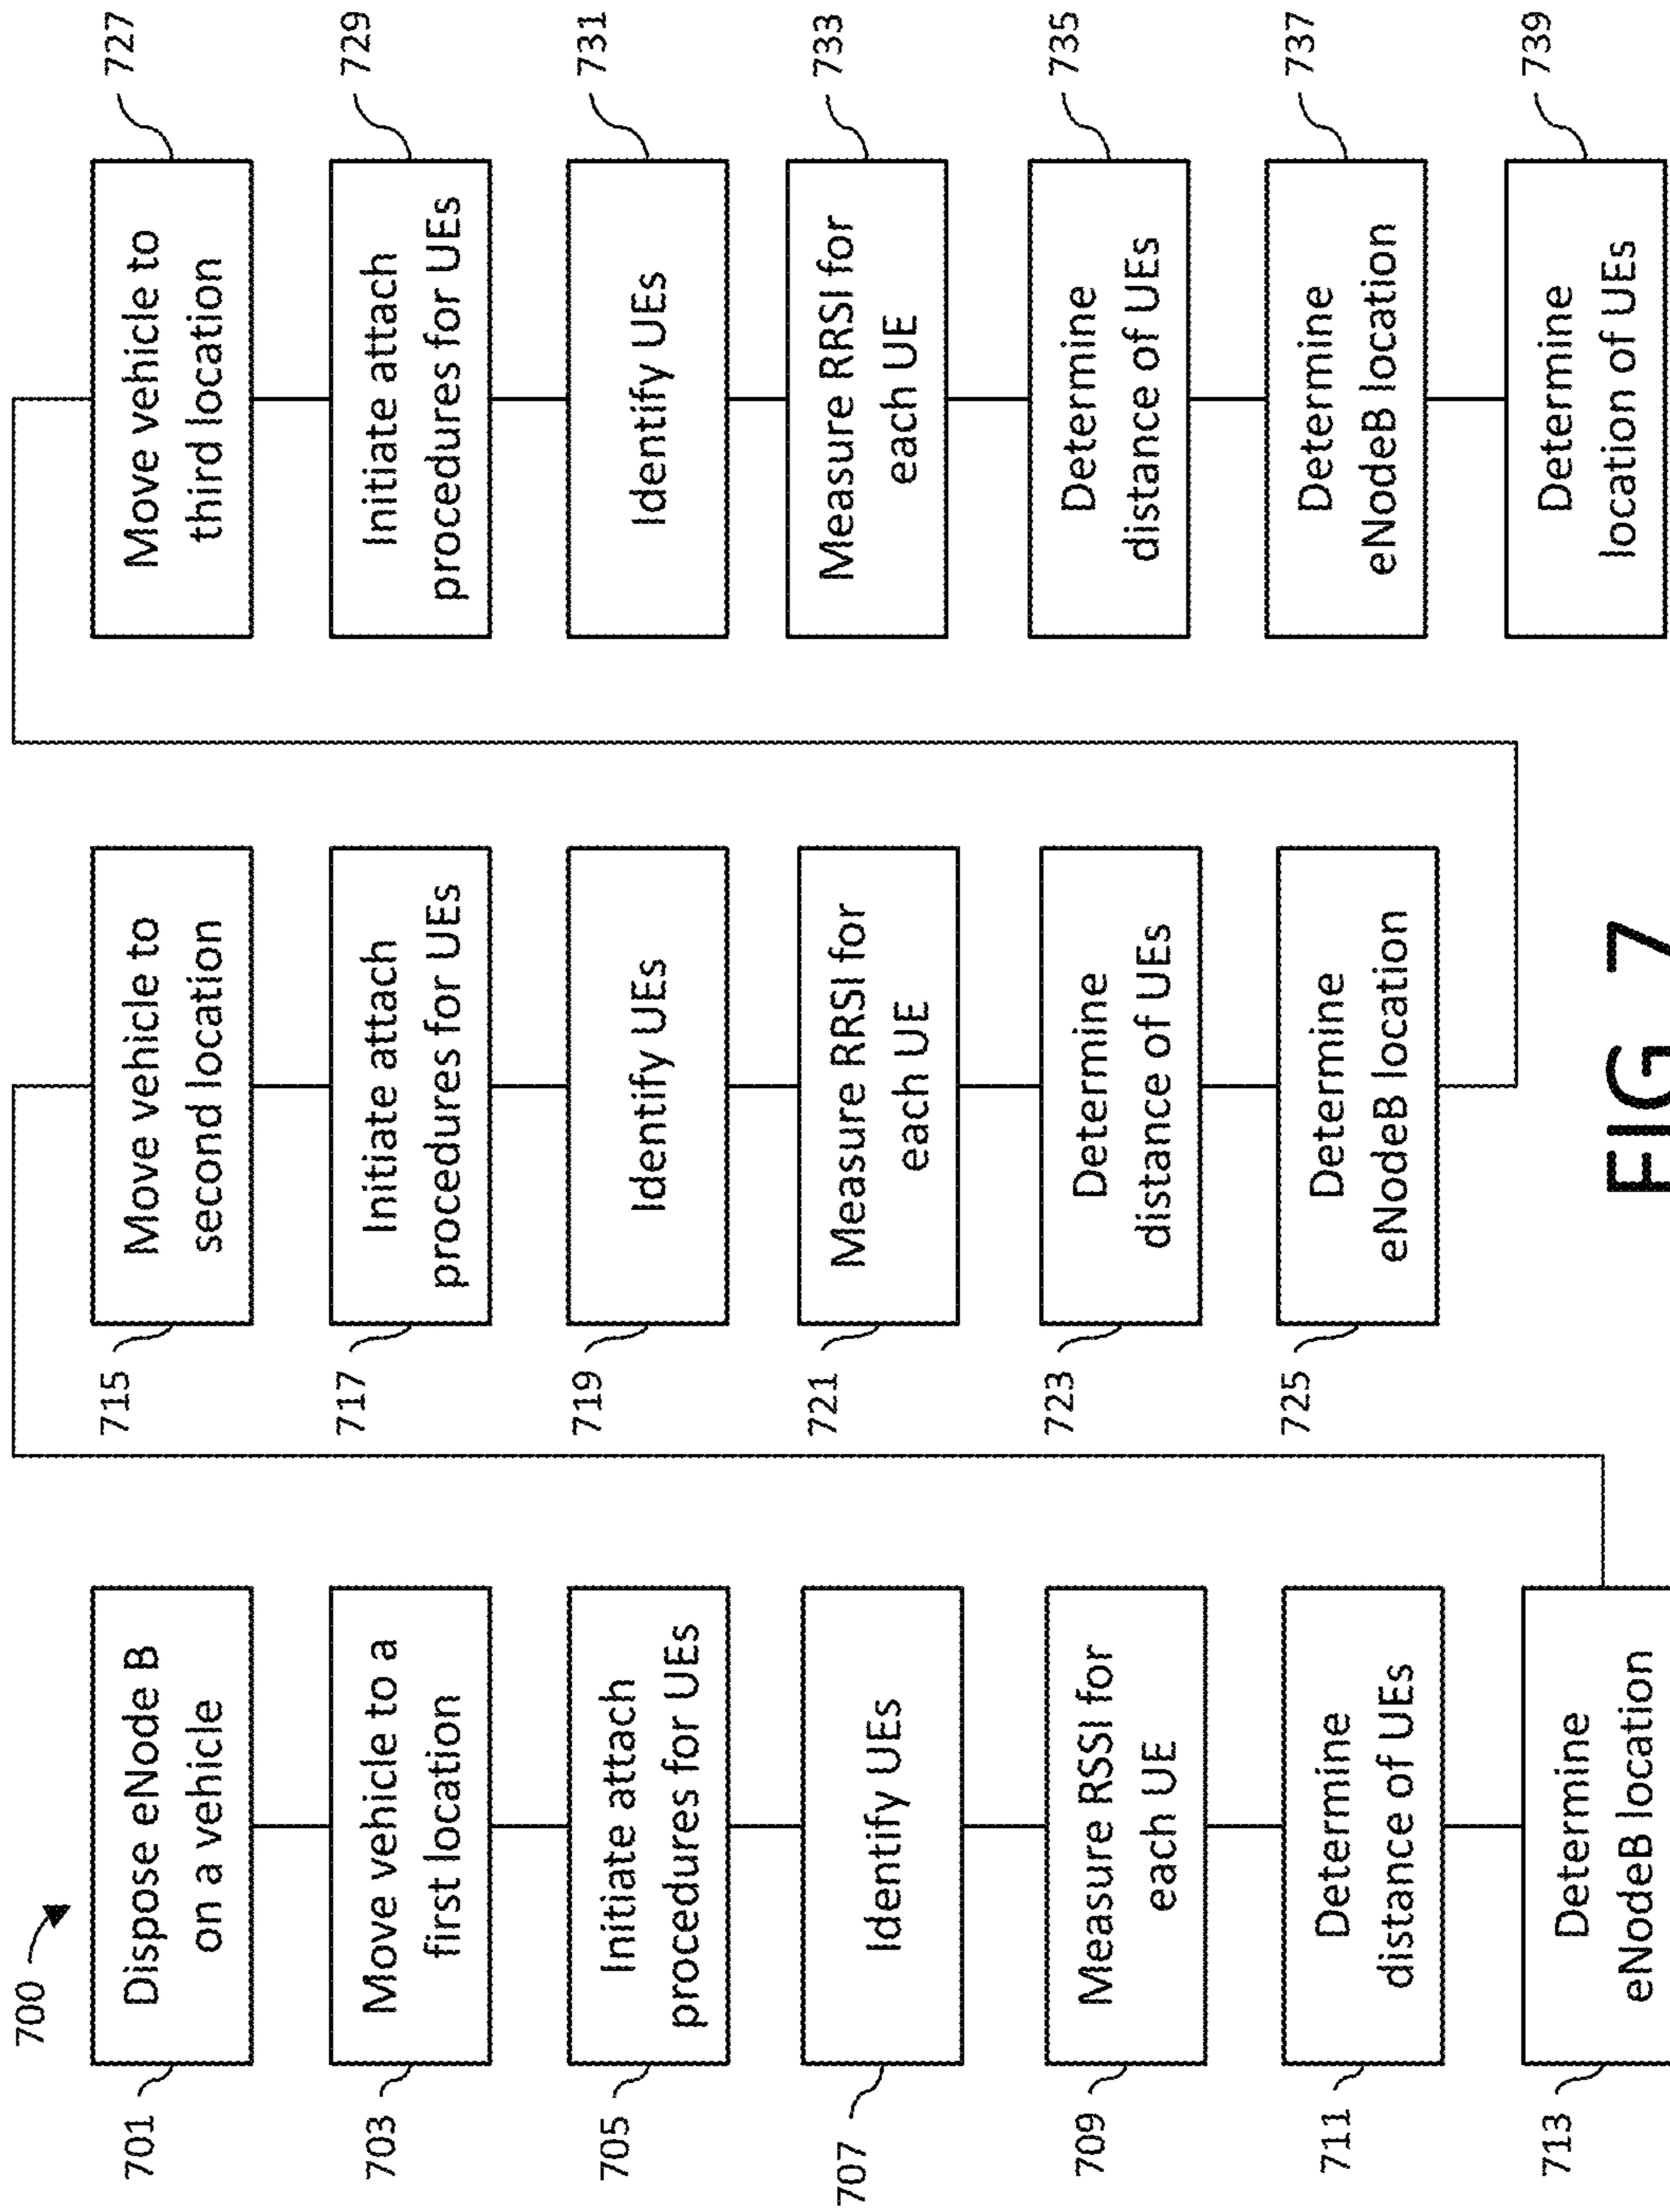 700
701
Dispose eNode B
on a vehicle
703
Move vehicle to a
first location
705
Initiate attach
procedures for UEs
707
Identify UEs
709
Measure RSSI for
each UE
711
Determine
distance of UEs
713
Determine
eNodeB location
715
Move vehicle to
second location
717
Initiate attach
procedures for UEs
719
Identify UEs
721
Measure RRSI for
each UE
723
Determine
distance of UEs
725
Determine
eNodeB location
727
Move vehicle to
third location
729
Initiate attach
procedures for UEs
731
Identify UEs
733
Measure RRSI for
each UE
735
Determine
distance of UEs
737
Determine
eNodeB location
739
Determine
location of UEs
FIG 7